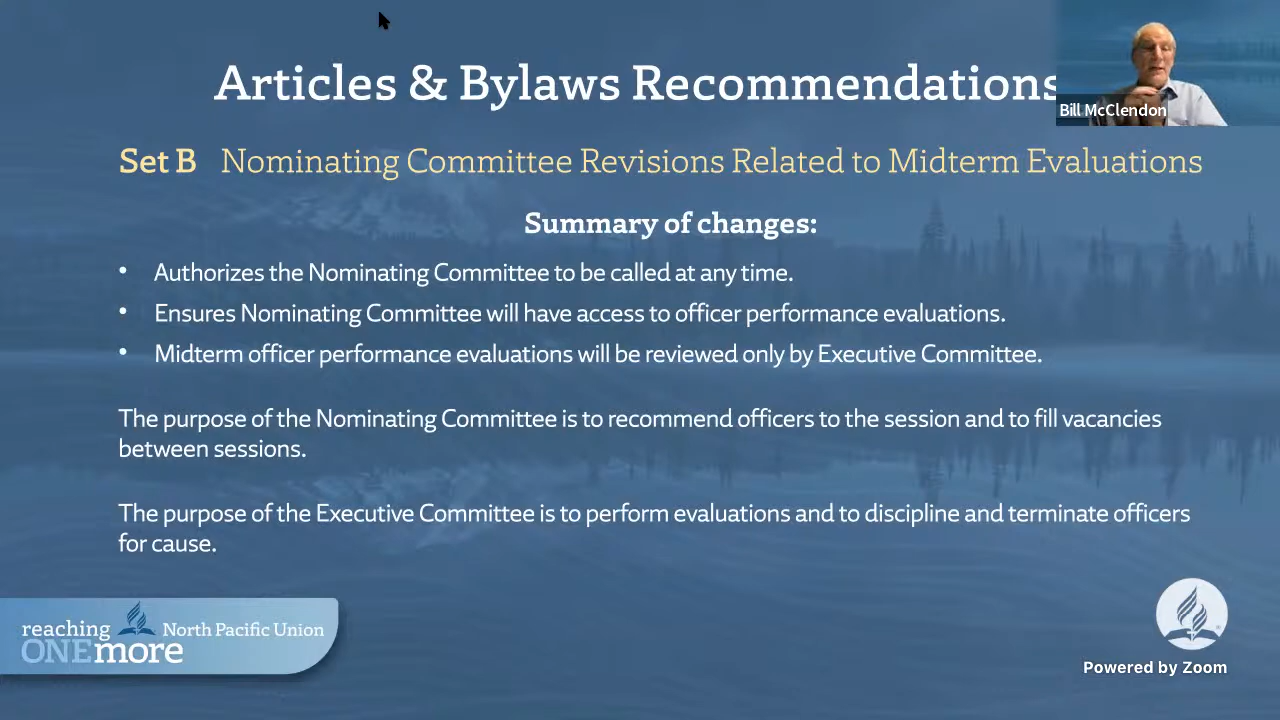 Articles & Bylaws Recommendations
Bill McClendon
Set B Nominating Committee Revisions Related to Midterm Evaluations
Summary of changes:
• Authorizes the Nominating Committee to be called at any time.
• Ensures Nominating Committee will have access to officer performance evaluations.
• Midterm officer performance evaluations will be reviewed only by Executive Committee.
The purpose of the Nominating Committee is to recommend officers to the session and to fill vacancies
between sessions.
The purpose of the Executive Committee is to perform evaluations and to discipline and terminate officers
for cause.
reaching North Pacific Union
ONEmore
Powered by Zoom